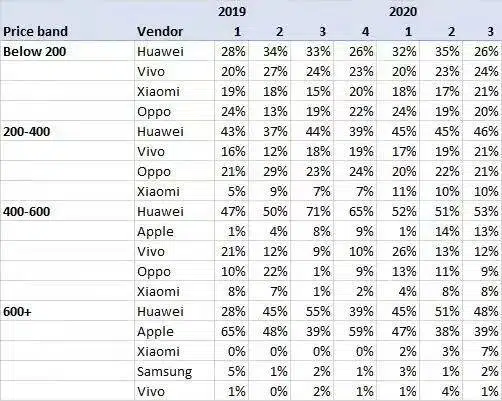 2019 2020
Price band Vendor 1 2 3 4 1 2 3
Below 200 Huawei 28% 34% 33% 26% 32% 35% 26%
Vivo 20% 27% 24% 23% 20% 23% 24%
Xiaomi 19% 18% 15% 20% 18% 17% 21%
Oppo 24% 13% 19% 22% 24% 19% 20%
200-400 Huawei 43% 37% 44% 39% 45% 45% 46%
Vivo 16% 12% 18% 19% 17% 19% 21%
Oppo 21% 29% 23% 24% 20% 22% 21%
Xiaomi 5% 9% 7% 7% 11% 10% 10%
400-600 Huawei 47% 50% 71% 65% 52% 51% 53%
Apple 1% 4% 8% 9% 1% 14% 13%
Vivo 21% 12% 9% 10% 26% 13% 12%
Oppo 10% 22% 1% 9% 13% 11% 9%
Xiaomi 8% 7% 1% 2% 4% 8% 8%
600+ Huawei 28% 45% 55% 39% 45% 51% 48%
Apple 65% 48% 39% 59% 47% 38% 39%
Xiaomi 0% 0% 0% 0% 2% 3% 7%
Samsung 5% 1% 2% 1% 3% 1% 2%
Vivo 1% 0% 2% 1% 1% 4% 1%